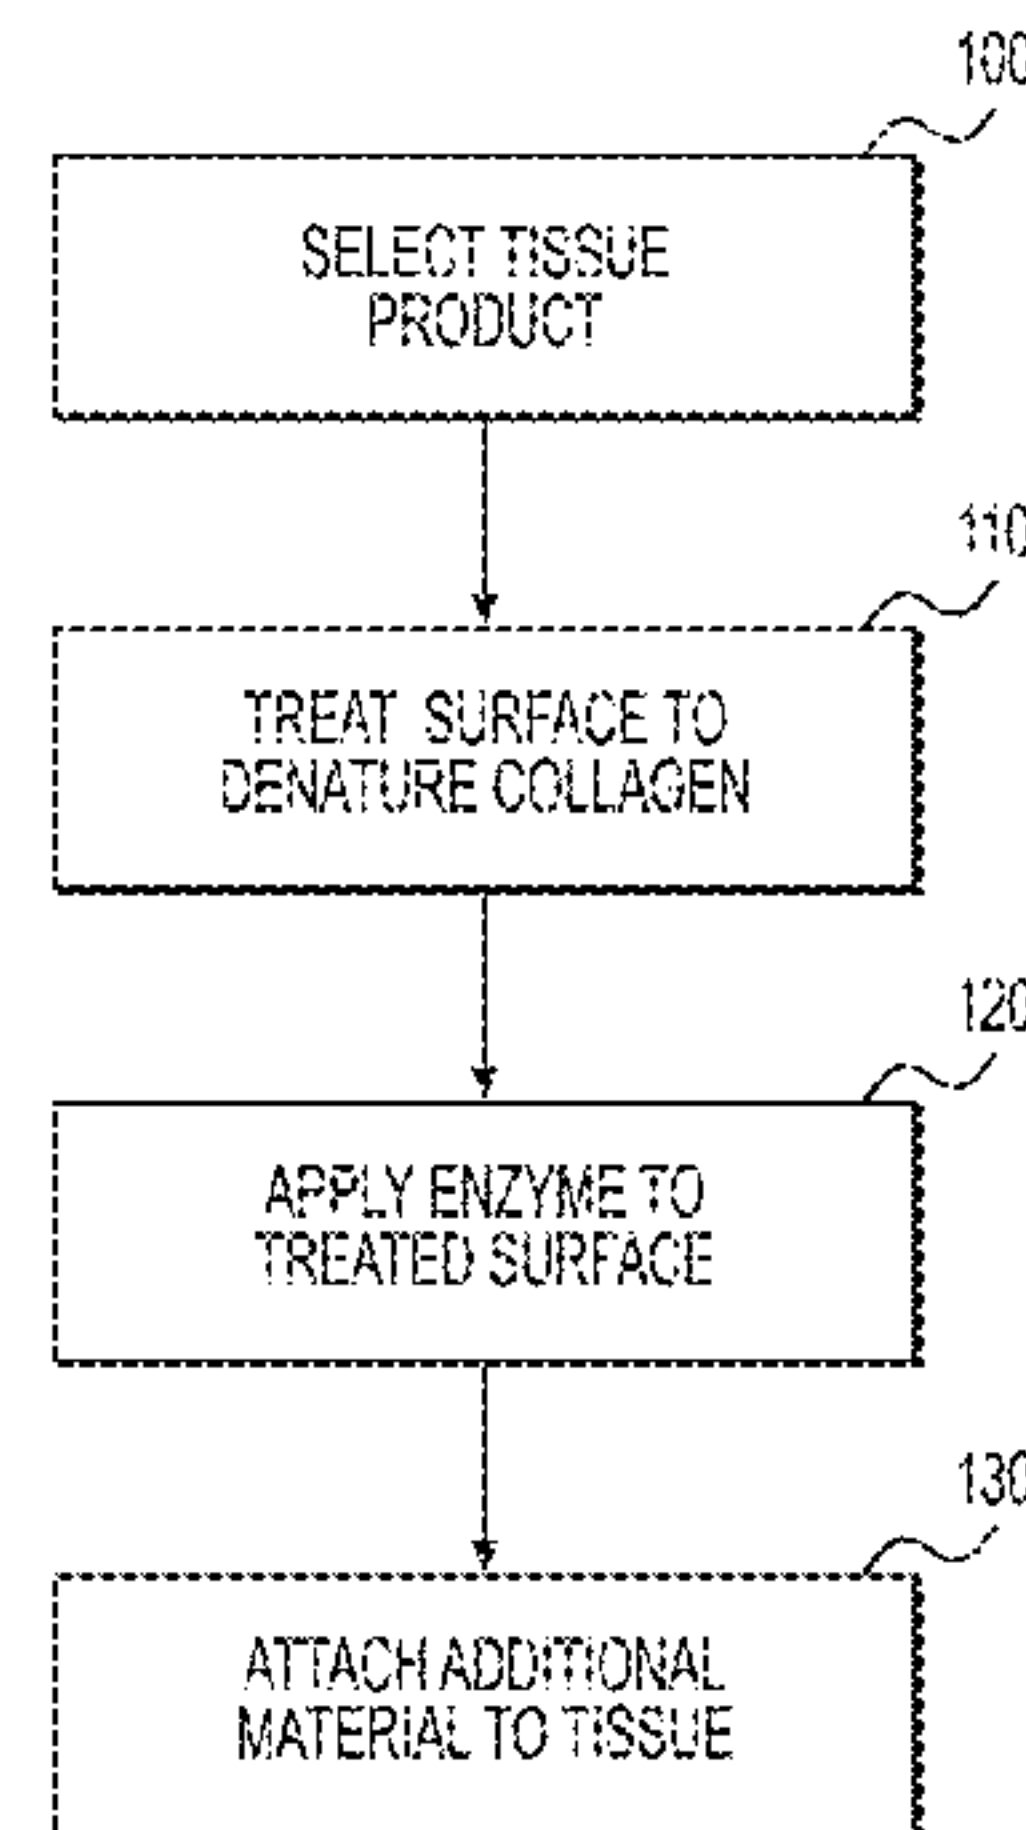 100
SELECT TISSUE
PRODUCT
110
TREAT SURFACE TO
DENATURE COLLAGEN
120
APPLY ENZYME TO
TREATED SURFACE
130
ATTACH ADDITIONAL
MATERIAL TO TISSUE